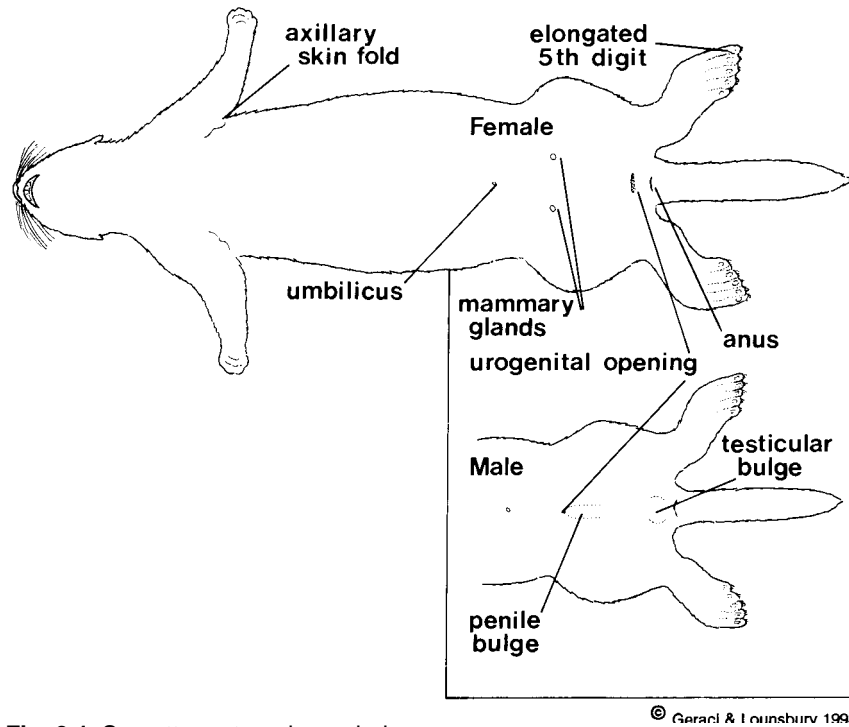 axillary
skin fold
elongated
5th digit
Female
umbilicus
mammary
glands
anus
urogenital opening
testicular
bulge
Male
penile
bulge
© Geraci & Lounsbury 199